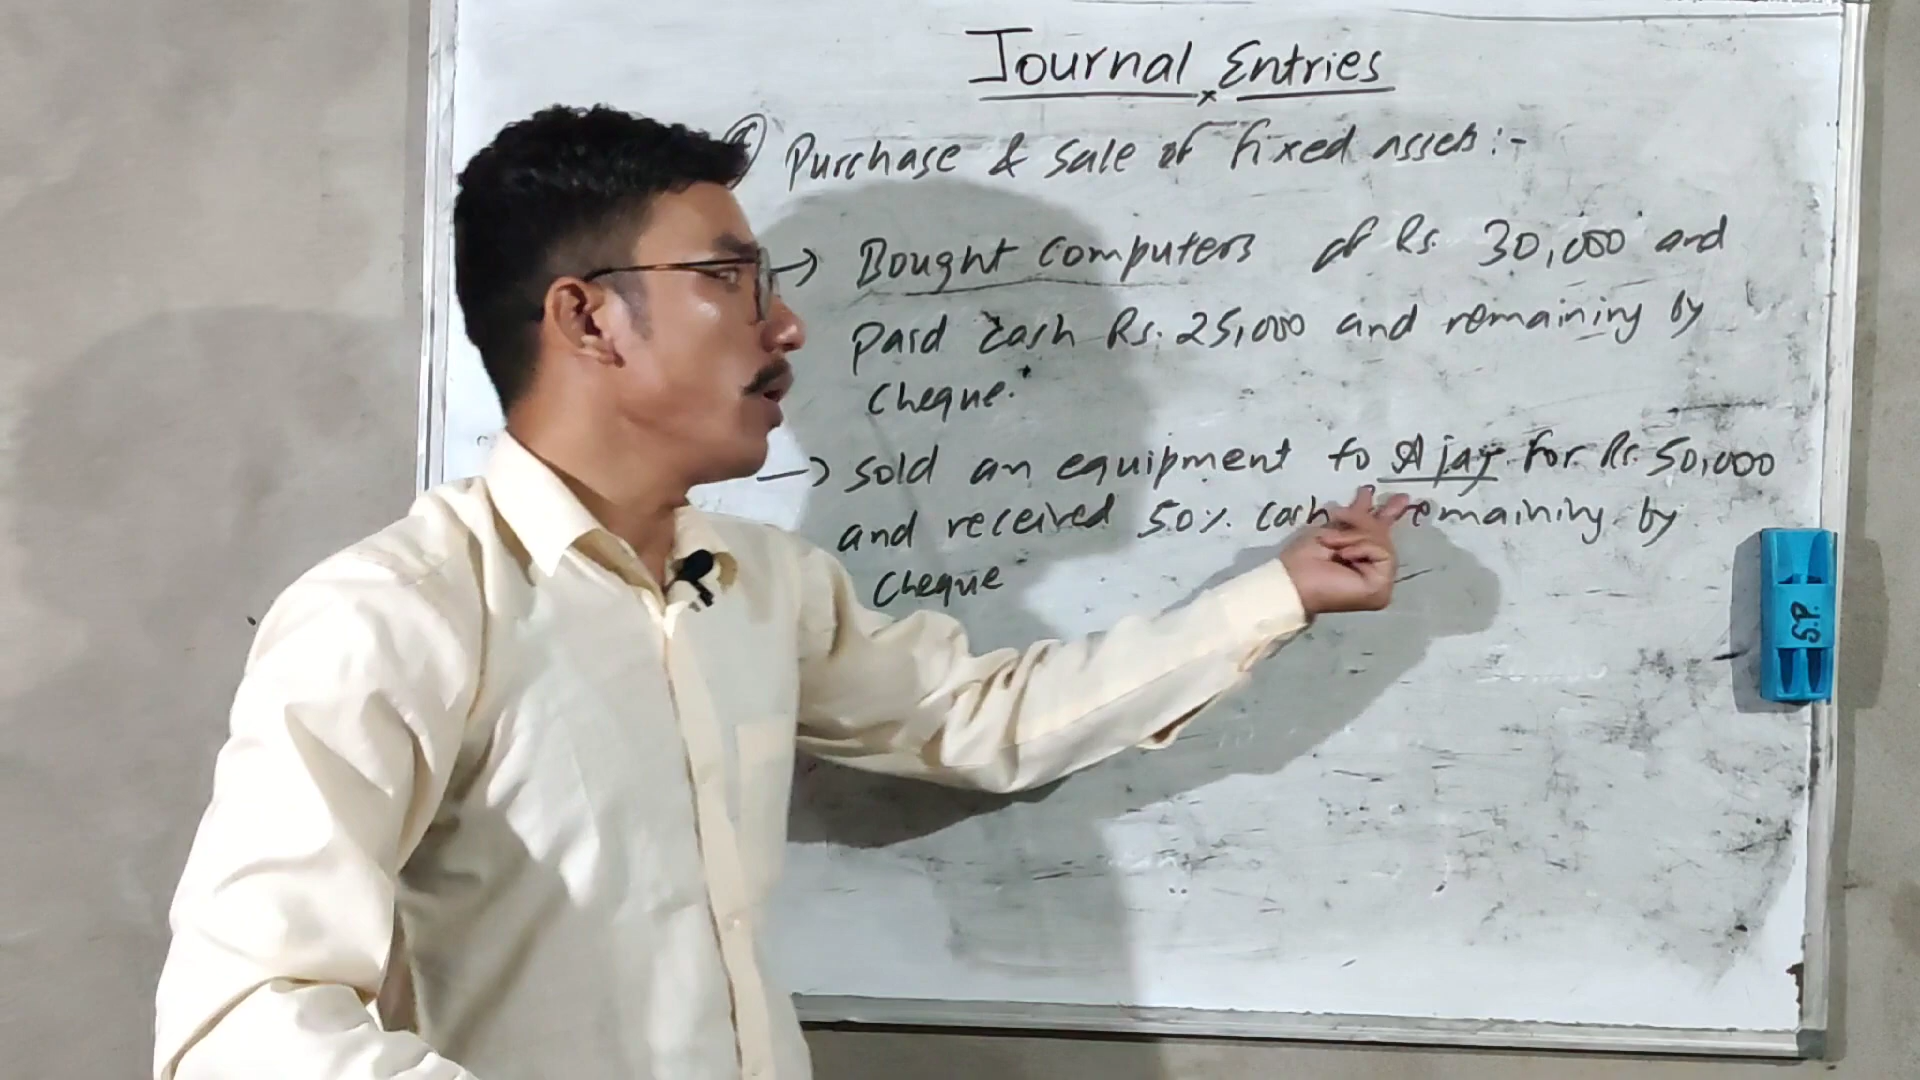 Journal Entries
Purchase & Sale of fixed assets :-
→ Bought Computers of Rs. 30,000 and
paid cash Rs. 25,000 and remaining by
Cheque.
→ sold an equipment to Ajay for Rs. 50,000
and received 50% cash remaining by
Cheque
S.P.